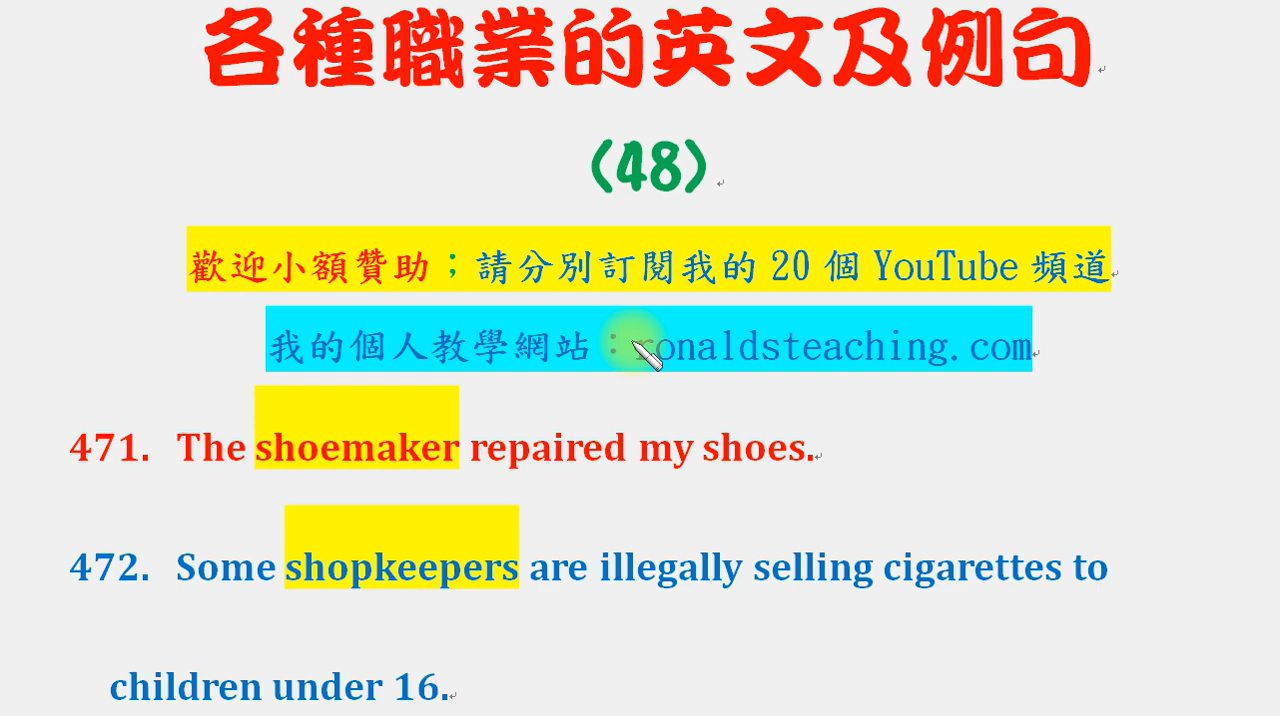 各種職業的英文及例句
(48)
歡迎小額贊助；請分別訂閱我的 20 個 YouTube 頻道
我的個人教學網站：ronaldsteaching.com
471. The shoemaker repaired my shoes.
472. Some shopkeepers are illegally selling cigarettes to
children under 16.